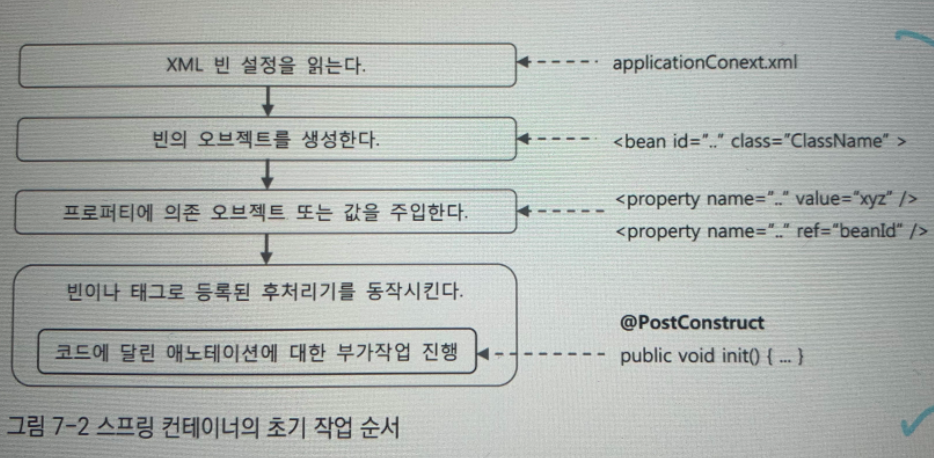 XML 빈 설정을 읽는다.
applicationConext.xml
빈의 오브젝트를 생성한다.
<bean id=".." class="ClassName" >
프로퍼티에 의존 오브젝트 또는 값을 주입한다.
<property name=".." value="xyz" />
<property name=".." ref="beanId" />
빈이나 태그로 등록된 후처리기를 동작시킨다.
@PostConstruct
코드에 달린 애노테이션에 대한 부가작업 진행
public void init() { ... }
그림 7-2 스프링 컨테이너의 초기 작업 순서